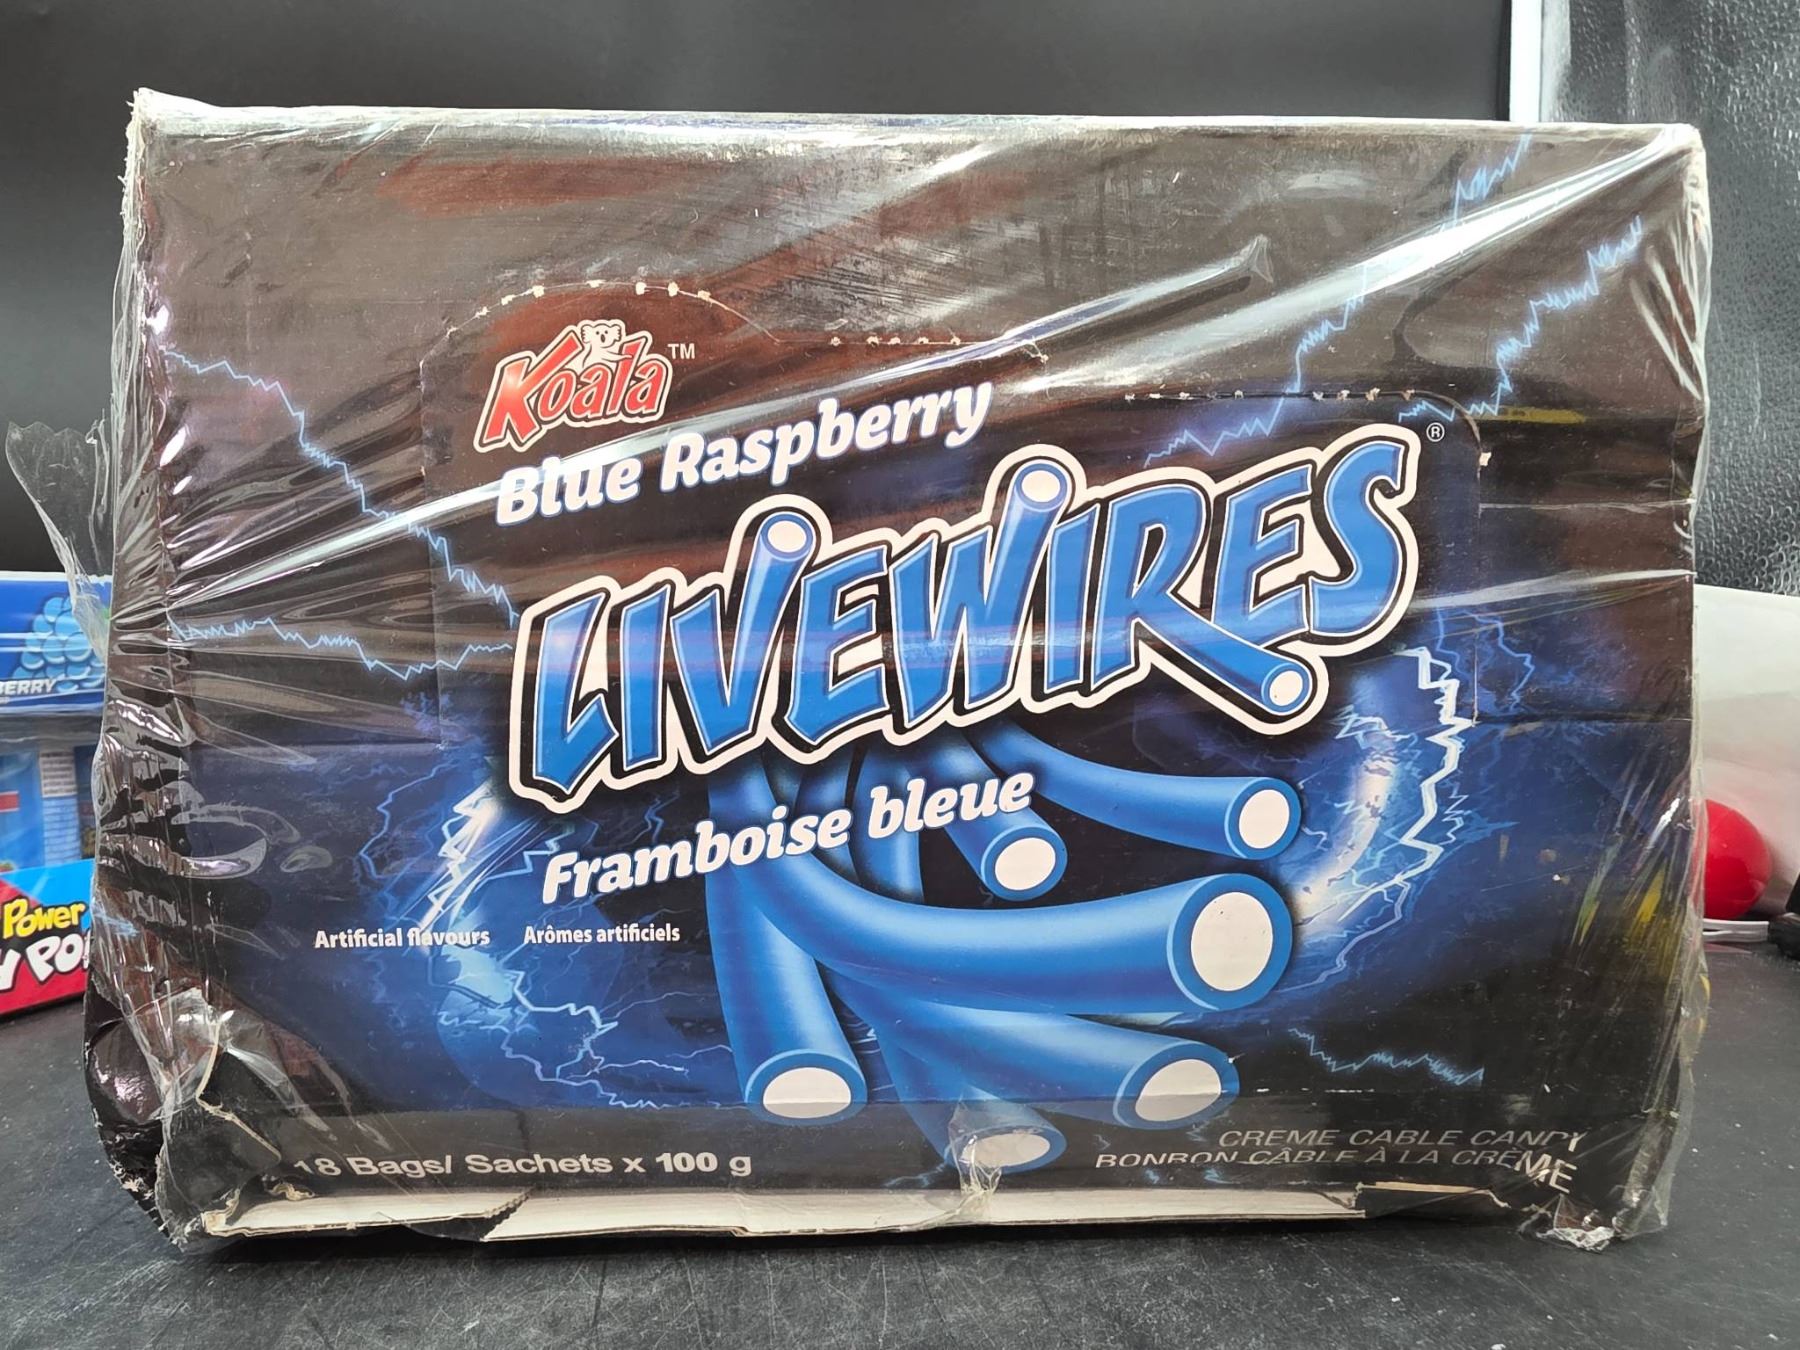 Koala™
Blue Raspberry
LIVEWIRES®
Framboise bleue
Artificial flavours Arômes artificiels
18 Bags/ Sachets x 100 g
CREME CABLE CANDY
BONBON CÂBLE À LA CRÈME
BERRY
Power
PO